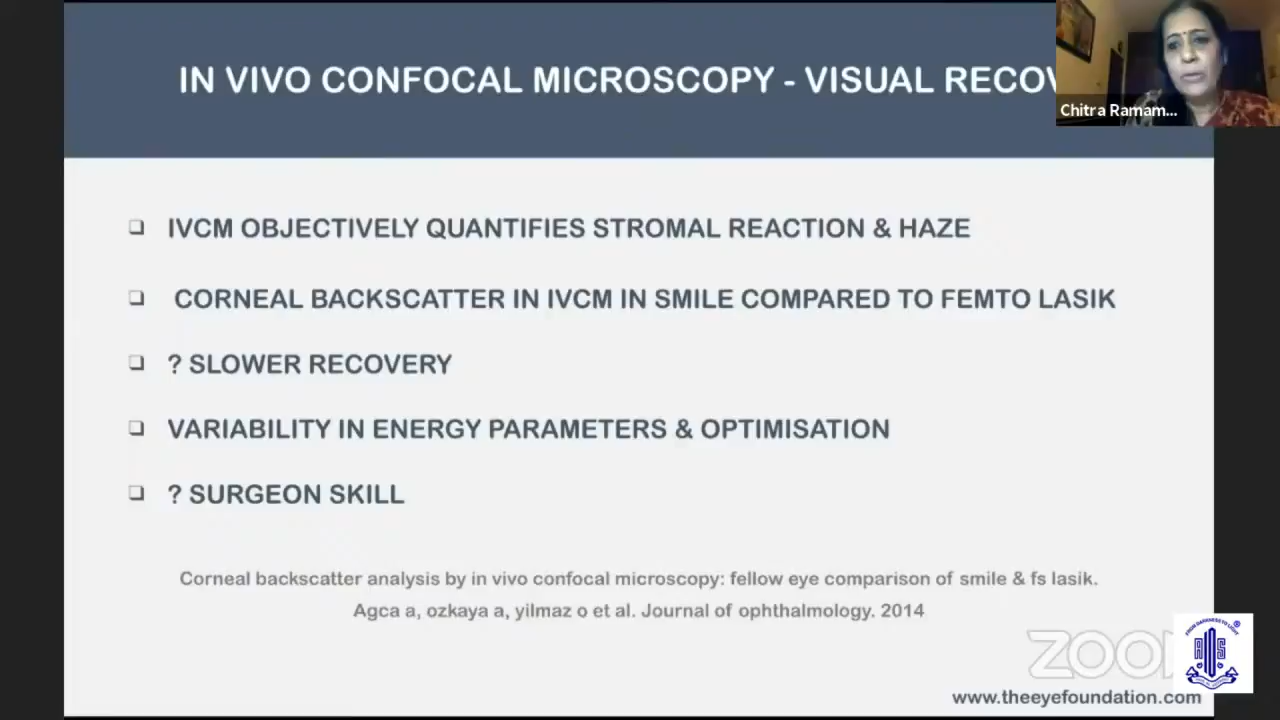 IN VIVO CONFOCAL MICROSCOPY - VISUAL RECOV
Chitra Ramam...
IVCM OBJECTIVELY QUANTIFIES STROMAL REACTION & HAZE
CORNEAL BACKSCATTER IN IVCM IN SMILE COMPARED TO FEMTO LASIK
? SLOWER RECOVERY
VARIABILITY IN ENERGY PARAMETERS & OPTIMISATION
? SURGEON SKILL
Corneal backscatter analysis by in vivo confocal microscopy: fellow eye comparison of smile & fs lasik.
Agca a, ozkaya a, yilmaz o et al. Journal of ophthalmology. 2014
ZOO
www.theeyefoundation.com